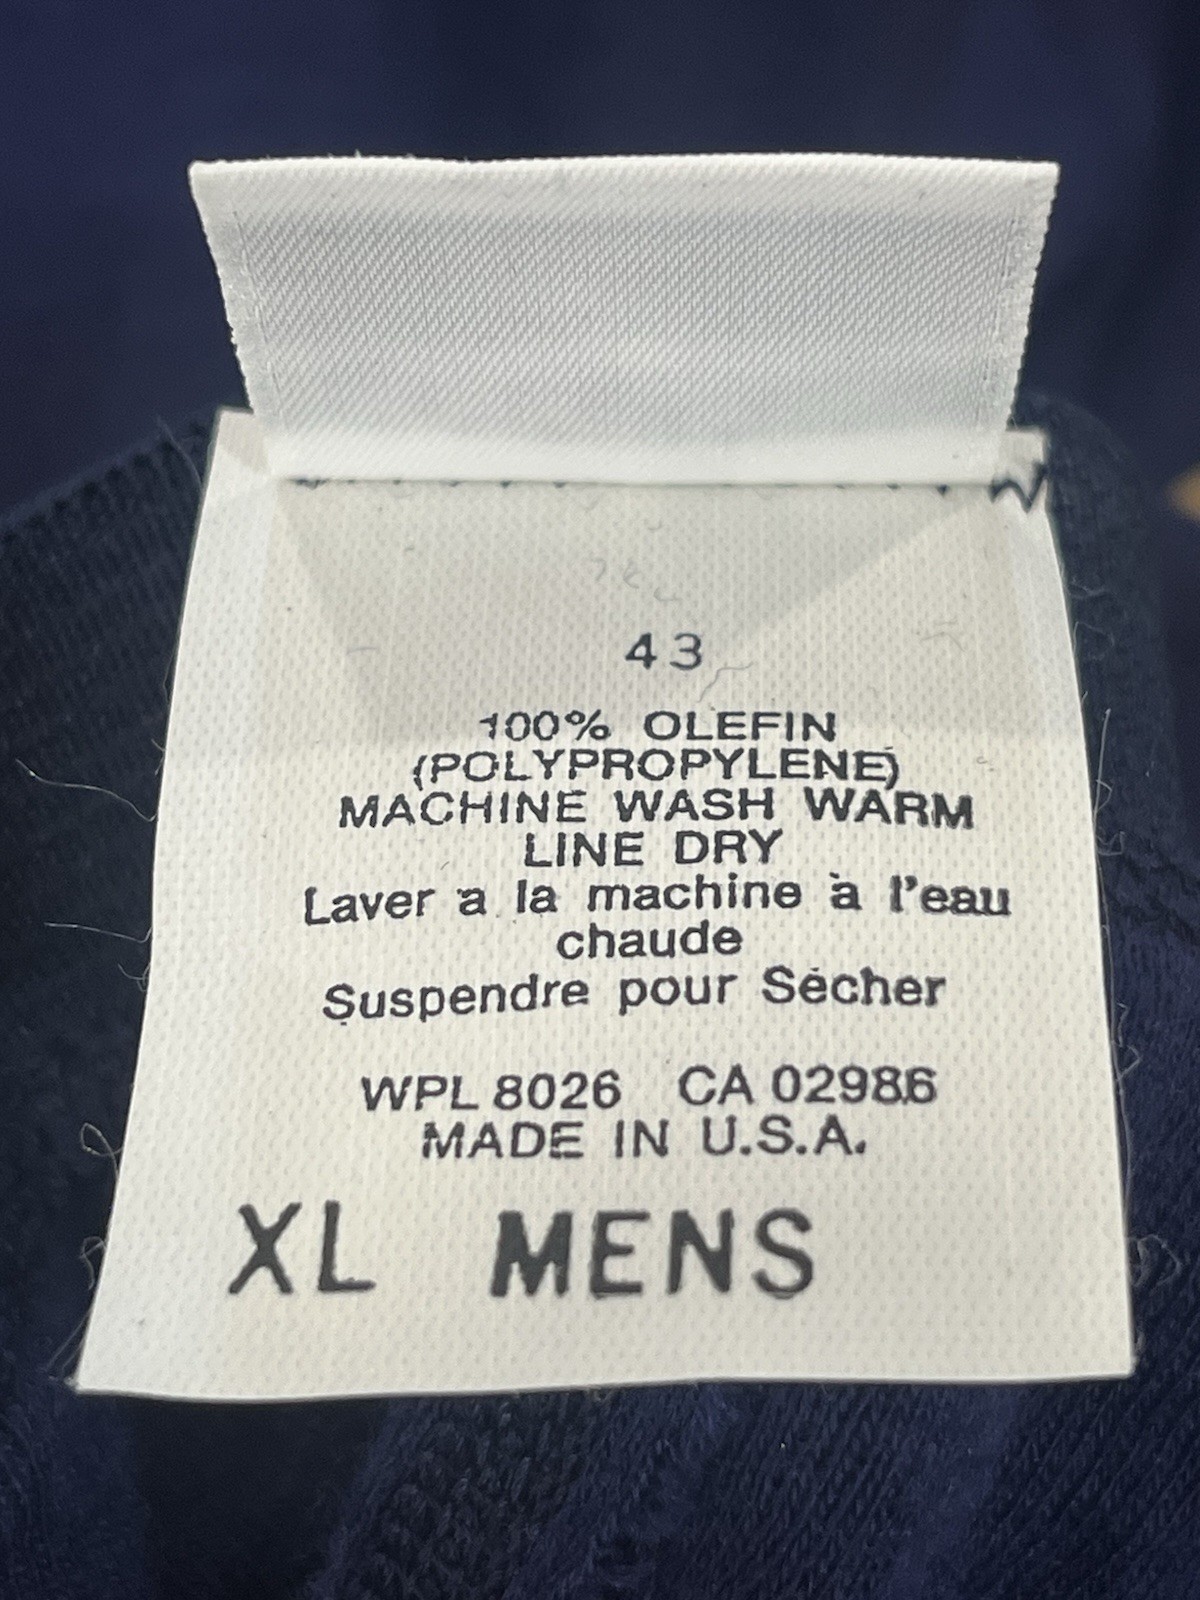 43
100% OLEFIN
(POLYPROPYLENE)
MACHINE WASH WARM
LINE DRY
Laver a la machine à l'eau
chaude
Suspendre pour Sécher
WPL 8026 CA 02986
MADE IN U.S.A.
XL MENS